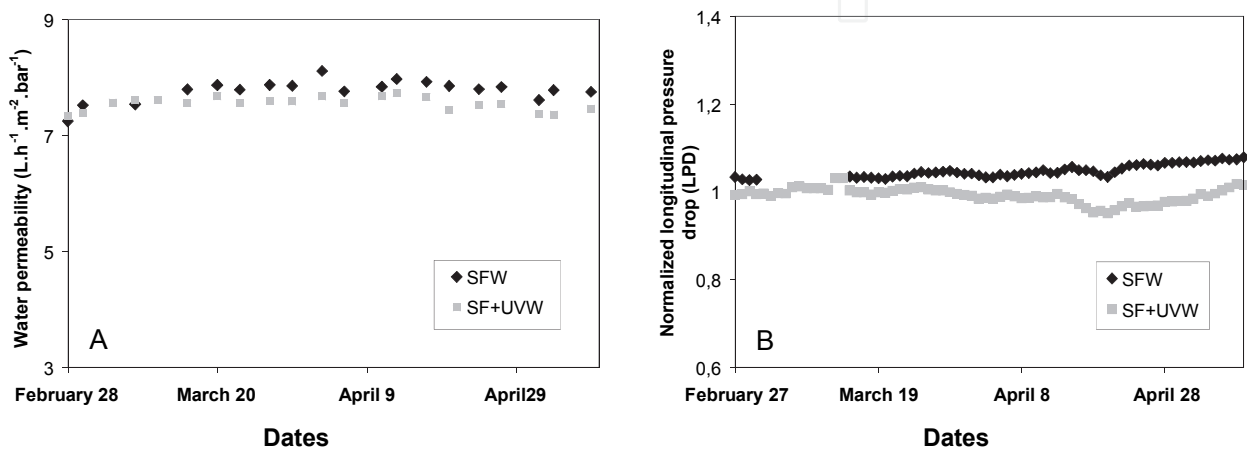 Water permeability (L.h⁻¹.m⁻².bar⁻¹)
9
7
5
3
SFW
SF+UVW
A
February 28
March 20
April 9
April29
Dates
Normalized longitudinal pressure
drop (LPD)
1,4
1,2
1
0,8
0,6
SFW
SF+UVW
B
February 27
March 19
April 8
April 28
Dates